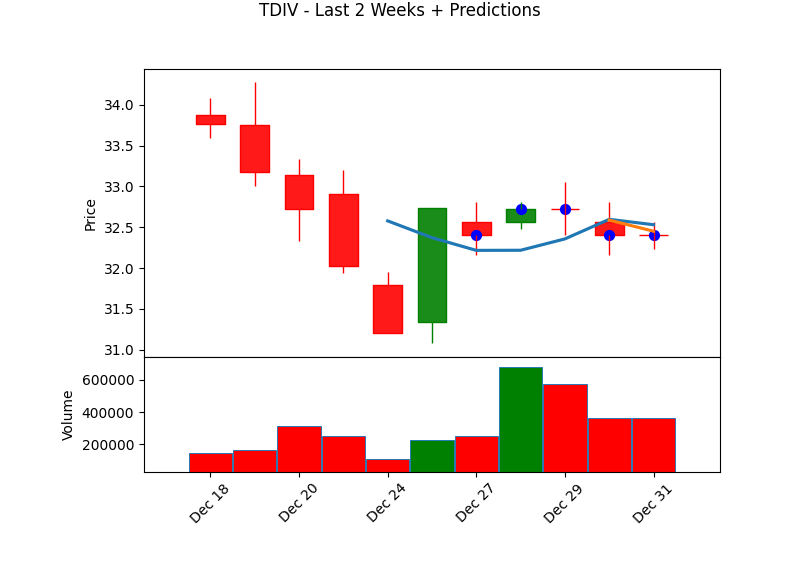 TDIV - Last 2 Weeks + Predictions
34.0
33.5
33.0
32.5
32.0
31.5
31.0
Price
600000
400000
200000
Volume
Dec 18
Dec 20
Dec 24
Dec 27
Dec 29
Dec 31